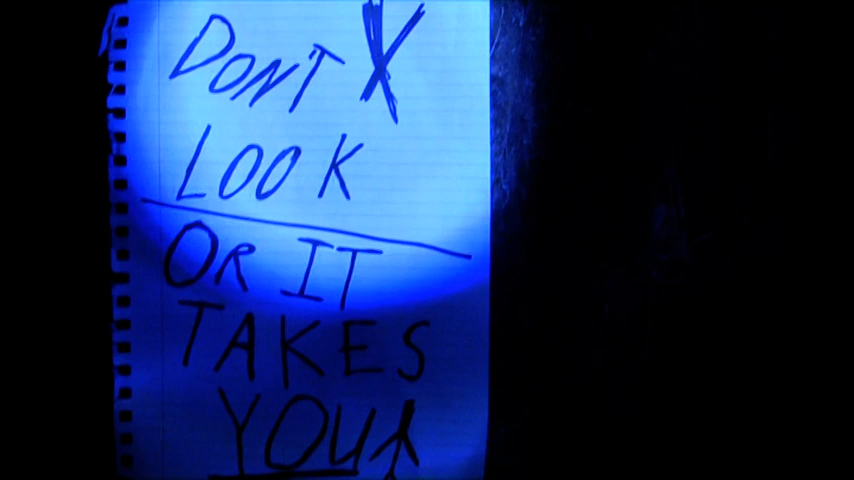 DONT X
LOOK
OR IT
TAKES
YOU